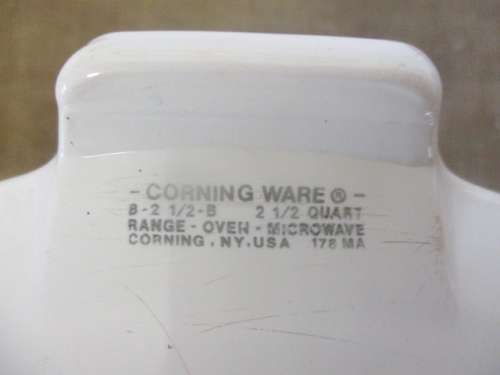 - CORNING WARE ® -
B-2 1/2-B 2 1/2 QUART
RANGE - OVEN - MICROWAVE
CORNING, NY. USA 178 MA